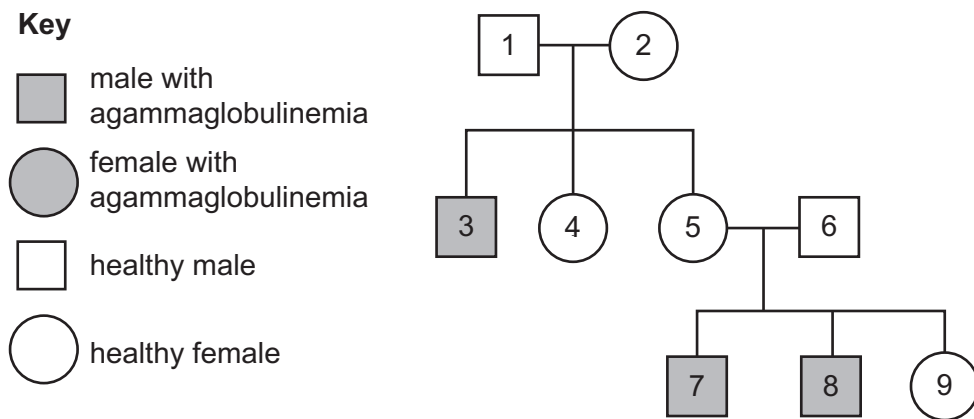 Key
male with
agammaglobulinemia
female with
agammaglobulinemia
healthy male
healthy female
1 2
3 4 5 6
7 8 9